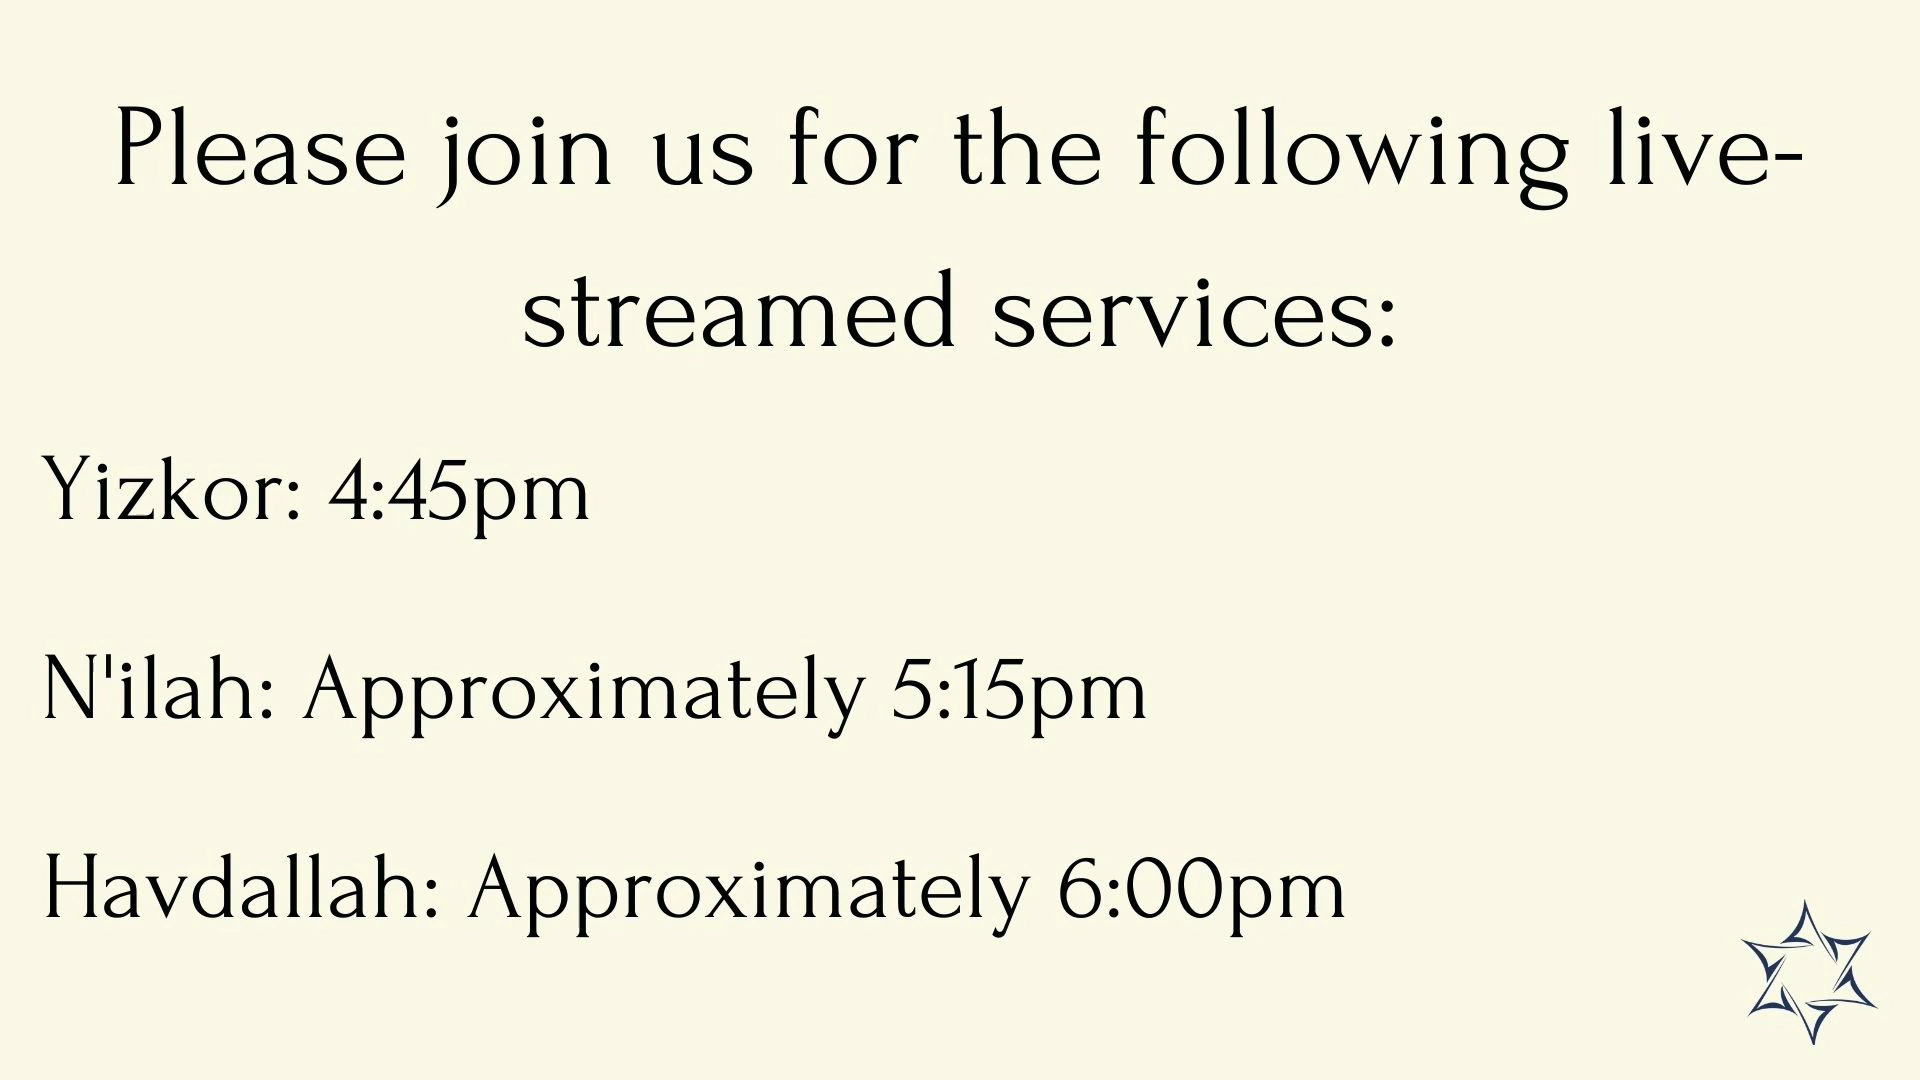 Please join us for the following live-
streamed services:
Yizkor: 4:45pm
N'ilah: Approximately 5:15pm
Havdallah: Approximately 6:00pm